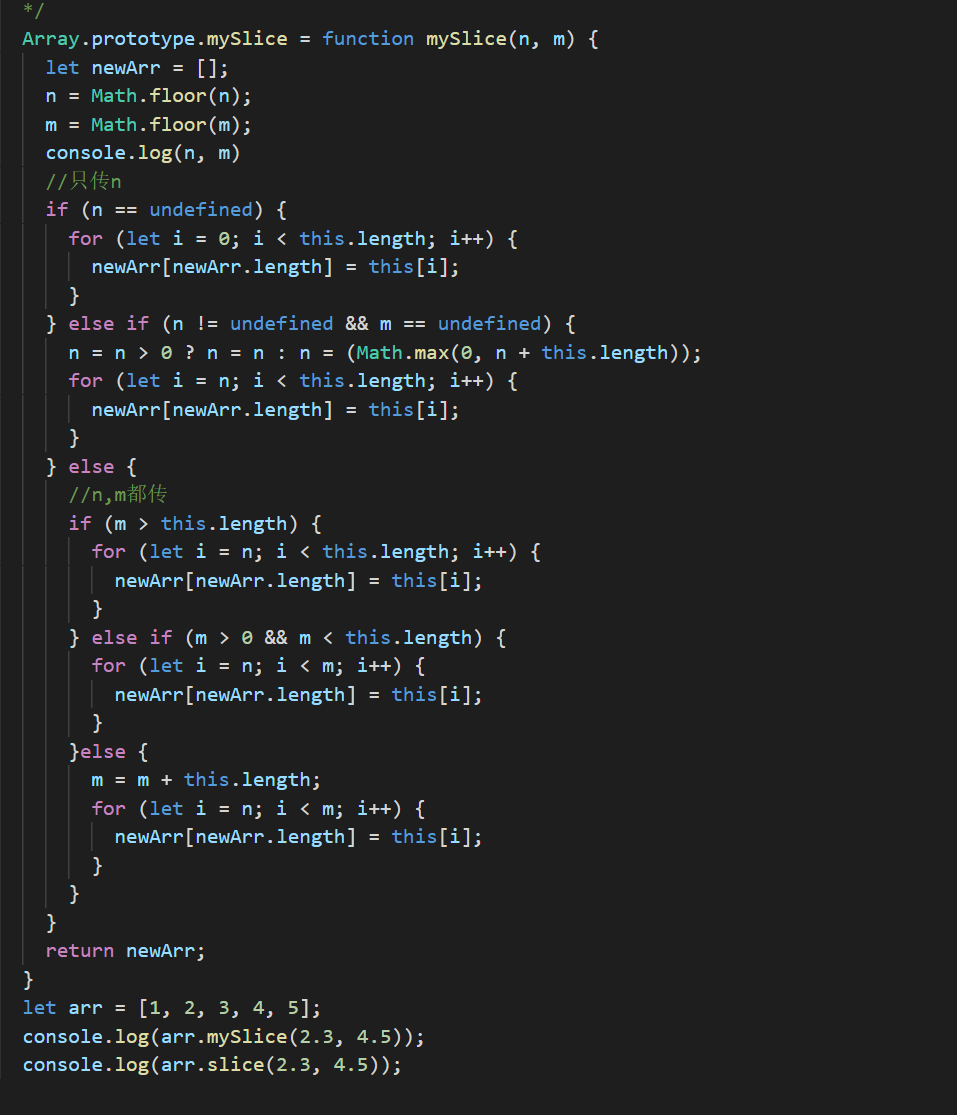 */
Array.prototype.mySlice = function mySlice(n, m) {
  let newArr = [];
  n = Math.floor(n);
  m = Math.floor(m);
  console.log(n, m)
  //只传n
  if (n == undefined) {
    for (let i = 0; i < this.length; i++) {
      newArr[newArr.length] = this[i];
    }
  } else if (n != undefined && m == undefined) {
    n = n > 0 ? n = n : n = (Math.max(0, n + this.length));
    for (let i = n; i < this.length; i++) {
      newArr[newArr.length] = this[i];
    }
  } else {
    //n,m都传
    if (m > this.length) {
      for (let i = n; i < this.length; i++) {
        newArr[newArr.length] = this[i];
      }
    } else if (m > 0 && m < this.length) {
      for (let i = n; i < m; i++) {
        newArr[newArr.length] = this[i];
      }
    }else {
      m = m + this.length;
      for (let i = n; i < m; i++) {
        newArr[newArr.length] = this[i];
      }
    }
  }
  return newArr;
}
let arr = [1, 2, 3, 4, 5];
console.log(arr.mySlice(2.3, 4.5));
console.log(arr.slice(2.3, 4.5));